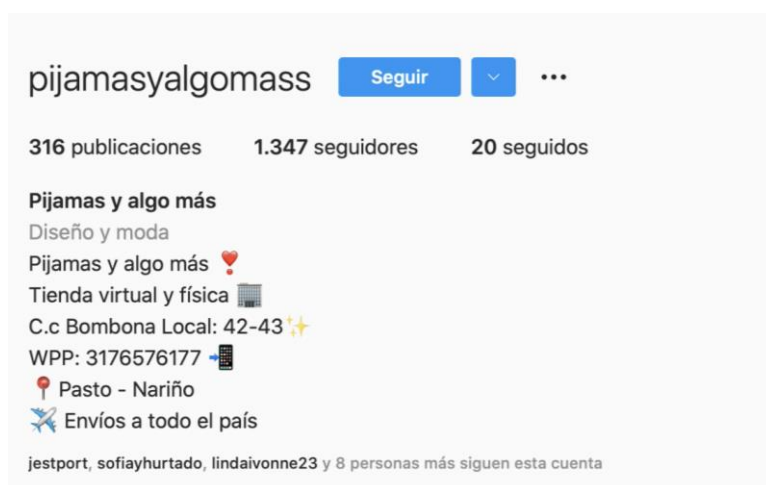 pijamasyalgomass Seguir
316 publicaciones 1.347 seguidores 20 seguidos
Pijamas y algo más
Diseño y moda
Pijamas y algo más ❣️
Tienda virtual y física 🏢
C.c Bombona Local: 42-43✨
WPP: 3176576177 📲
📍 Pasto - Nariño
✈️ Envíos a todo el país
jestport, sofiayhurtado, lindaivonne23 y 8 personas más siguen esta cuenta